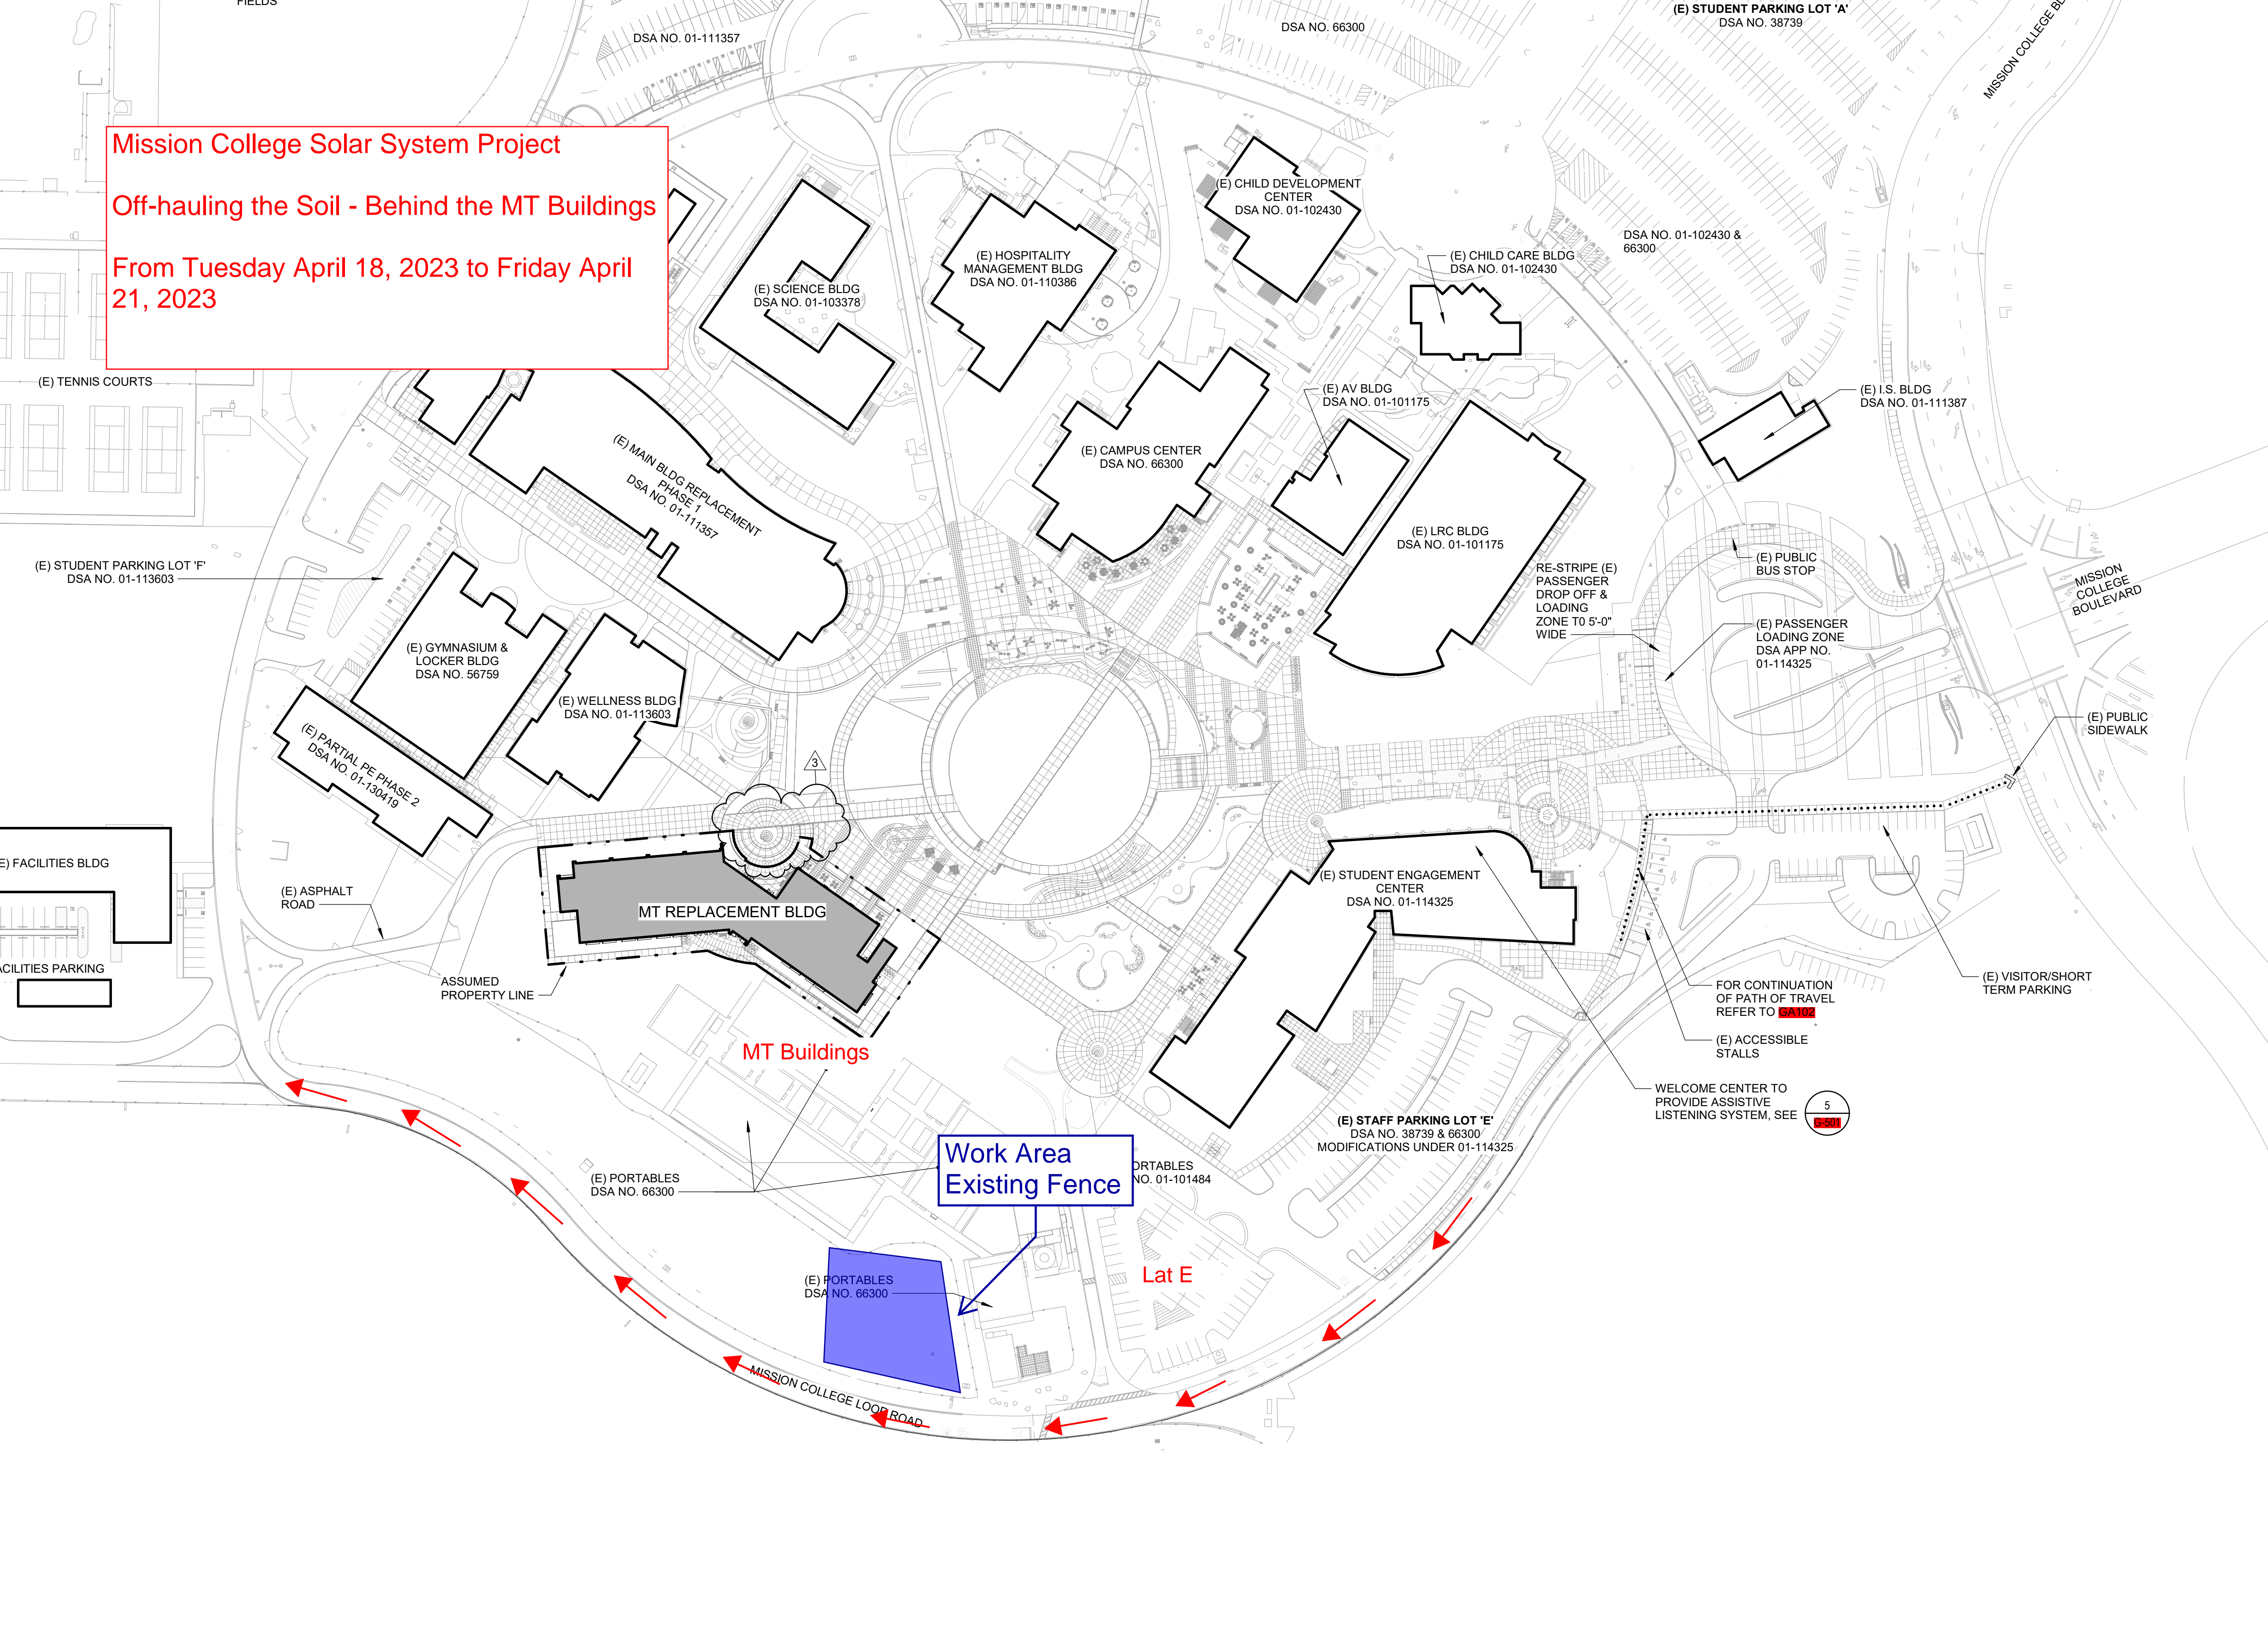 FIELDS
DSA NO. 01-111357
DSA NO. 66300
(E) STUDENT PARKING LOT 'A'
DSA NO. 38739
Mission College Solar System Project
Off-hauling the Soil - Behind the MT Buildings
From Tuesday April 18, 2023 to Friday April
21, 2023
(E) CHILD DEVELOPMENT
CENTER
DSA NO. 01-102430
DSA NO. 01-102430 &
66300
(E) HOSPITALITY
MANAGEMENT BLDG
DSA NO. 01-110386
(E) CHILD CARE BLDG
DSA NO. 01-102430
(E) SCIENCE BLDG
DSA NO. 01-103378
(E) TENNIS COURTS
(E) AV BLDG
DSA NO. 01-101175
(E) I.S. BLDG
DSA NO. 01-111387
(E) MAIN BLDG REPLACEMENT
PHASE 1
DSA NO. 01-111357
(E) CAMPUS CENTER
DSA NO. 66300
(E) LRC BLDG
DSA NO. 01-101175
(E) STUDENT PARKING LOT 'F'
DSA NO. 01-113603
RE-STRIPE (E)
PASSENGER
DROP OFF &
LOADING
ZONE T0 5'-0"
WIDE
(E) PUBLIC
BUS STOP
MISSION
COLLEGE
BOULEVARD
(E) PASSENGER
LOADING ZONE
DSA APP NO.
01-114325
(E) GYMNASIUM &
LOCKER BLDG
DSA NO. 56759
(E) WELLNESS BLDG
DSA NO. 01-113603
(E) PUBLIC
SIDEWALK
(E) PARTIAL PE PHASE 2
DSA NO. 01-130419
3
E) FACILITIES BLDG
(E) ASPHALT
ROAD
MT REPLACEMENT BLDG
(E) STUDENT ENGAGEMENT
CENTER
DSA NO. 01-114325
ACILITIES PARKING
ASSUMED
PROPERTY LINE
FOR CONTINUATION
OF PATH OF TRAVEL
REFER TO GA102
(E) VISITOR/SHORT
TERM PARKING
(E) ACCESSIBLE
STALLS
MT Buildings
WELCOME CENTER TO
PROVIDE ASSISTIVE
LISTENING SYSTEM, SEE
5
G-501
(E) STAFF PARKING LOT 'E'
DSA NO. 38739 & 66300
MODIFICATIONS UNDER 01-114325
Work Area
Existing Fence
ORTABLES
NO. 01-101484
(E) PORTABLES
DSA NO. 66300
Lat E
(E) PORTABLES
DSA NO. 66300
MISSION COLLEGE LOOP ROAD